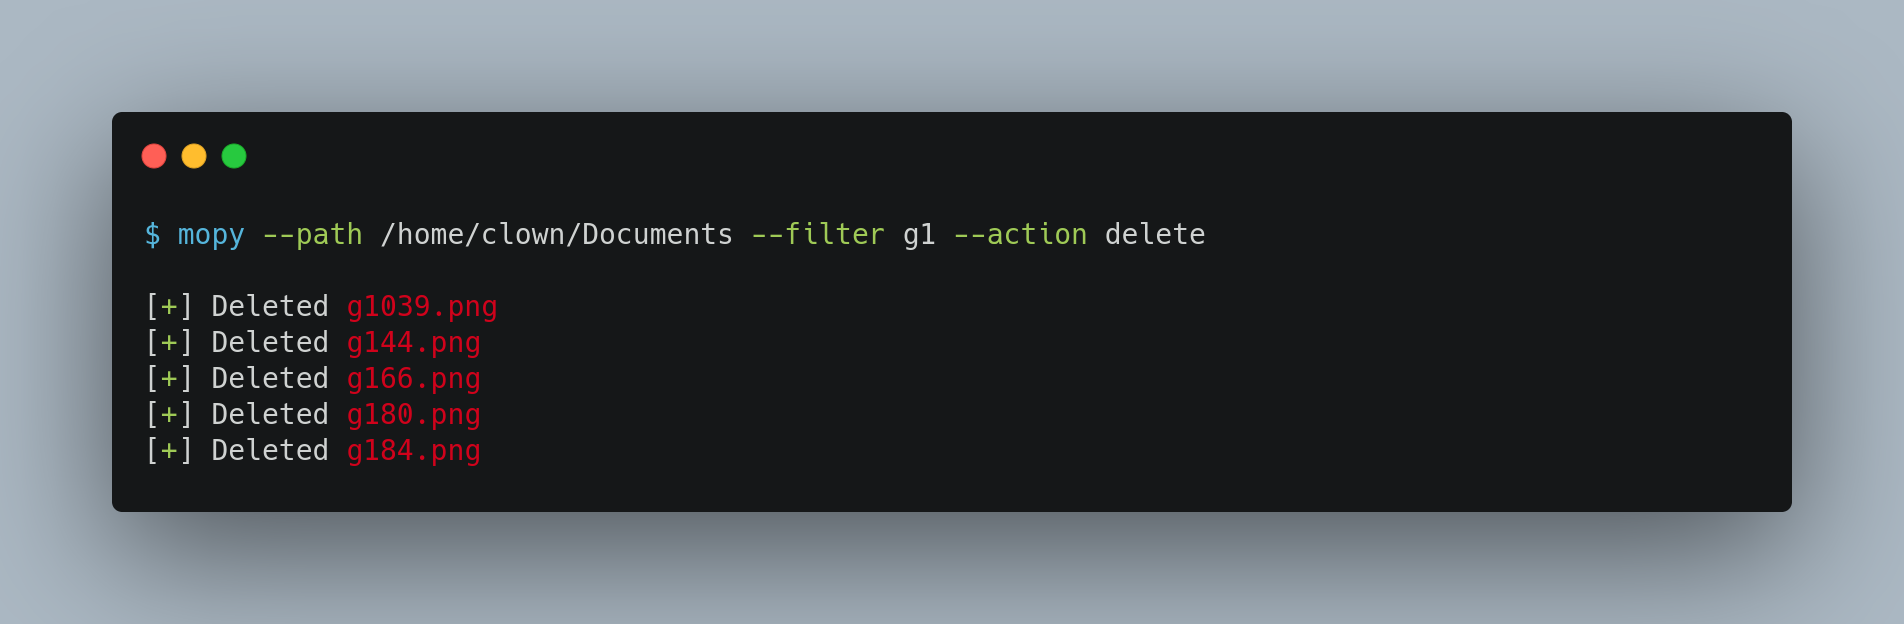 $ mopy --path /home/clown/Documents --filter g1 --action delete
[+] Deleted g1039.png
[+] Deleted g144.png
[+] Deleted g166.png
[+] Deleted g180.png
[+] Deleted g184.png